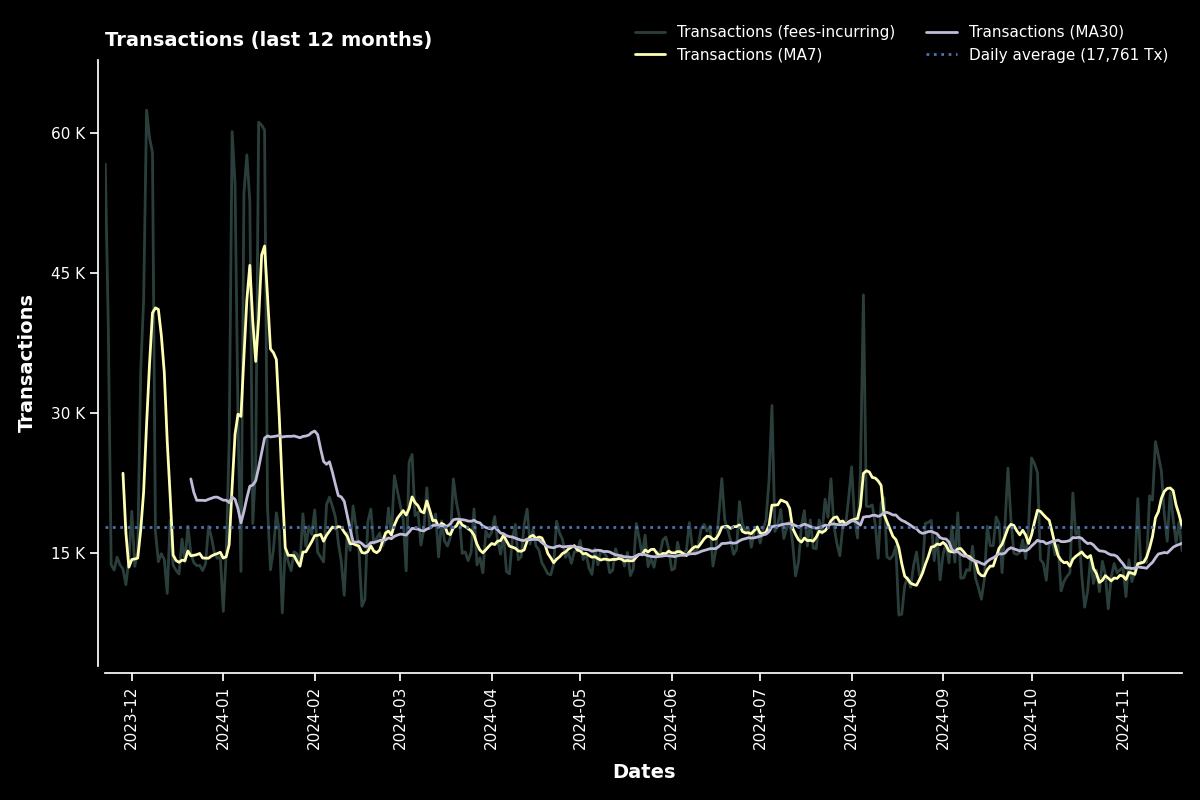 Transactions (last 12 months)
Transactions (fees-incurring)
Transactions (MA7)
Transactions (MA30)
Daily average (17,761 Tx)
60 K
45 K
30 K
15 K
Transactions
2023-12
2024-01
2024-02
2024-03
2024-04
2024-05
2024-06
2024-07
2024-08
2024-09
2024-10
2024-11
Dates